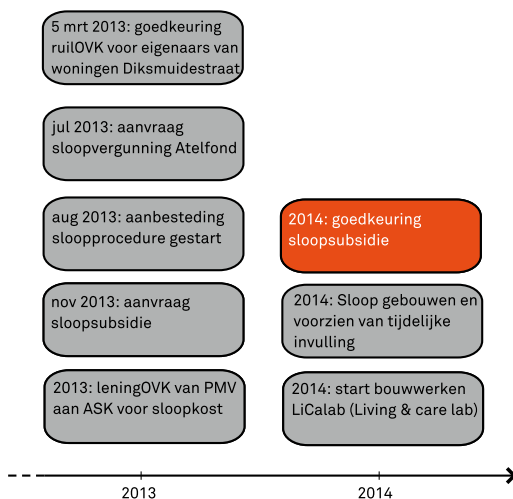 5 mrt 2013: goedkeuring
ruilOVK voor eigenaars van
woningen Diksmuidestraat
jul 2013: aanvraag
sloopvergunning Atelfond
aug 2013: aanbesteding
sloopprocedure gestart
nov 2013: aanvraag
sloopsubsidie
2013: leningOVK van PMV
aan ASK voor sloopkost
2014: goedkeuring
sloopsubsidie
2014: Sloop gebouwen en
voorzien van tijdelijke
invulling
2014: start bouwwerken
LiCalab (Living & care lab)
2013
2014